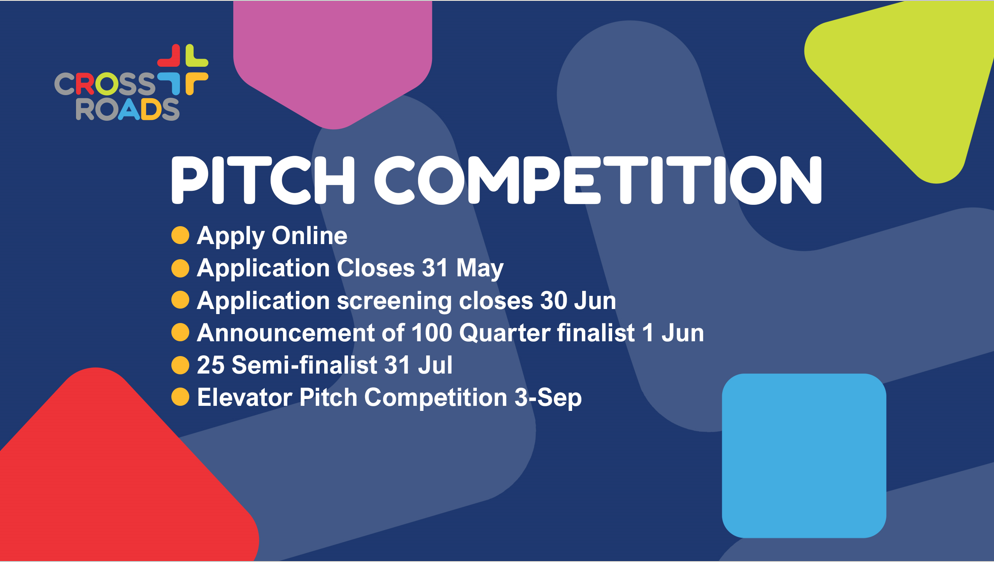 CROSS
ROADS
PITCH COMPETITION
Apply Online
Application Closes 31 May
Application screening closes 30 Jun
Announcement of 100 Quarter finalist 1 Jun
25 Semi-finalist 31 Jul
Elevator Pitch Competition 3-Sep